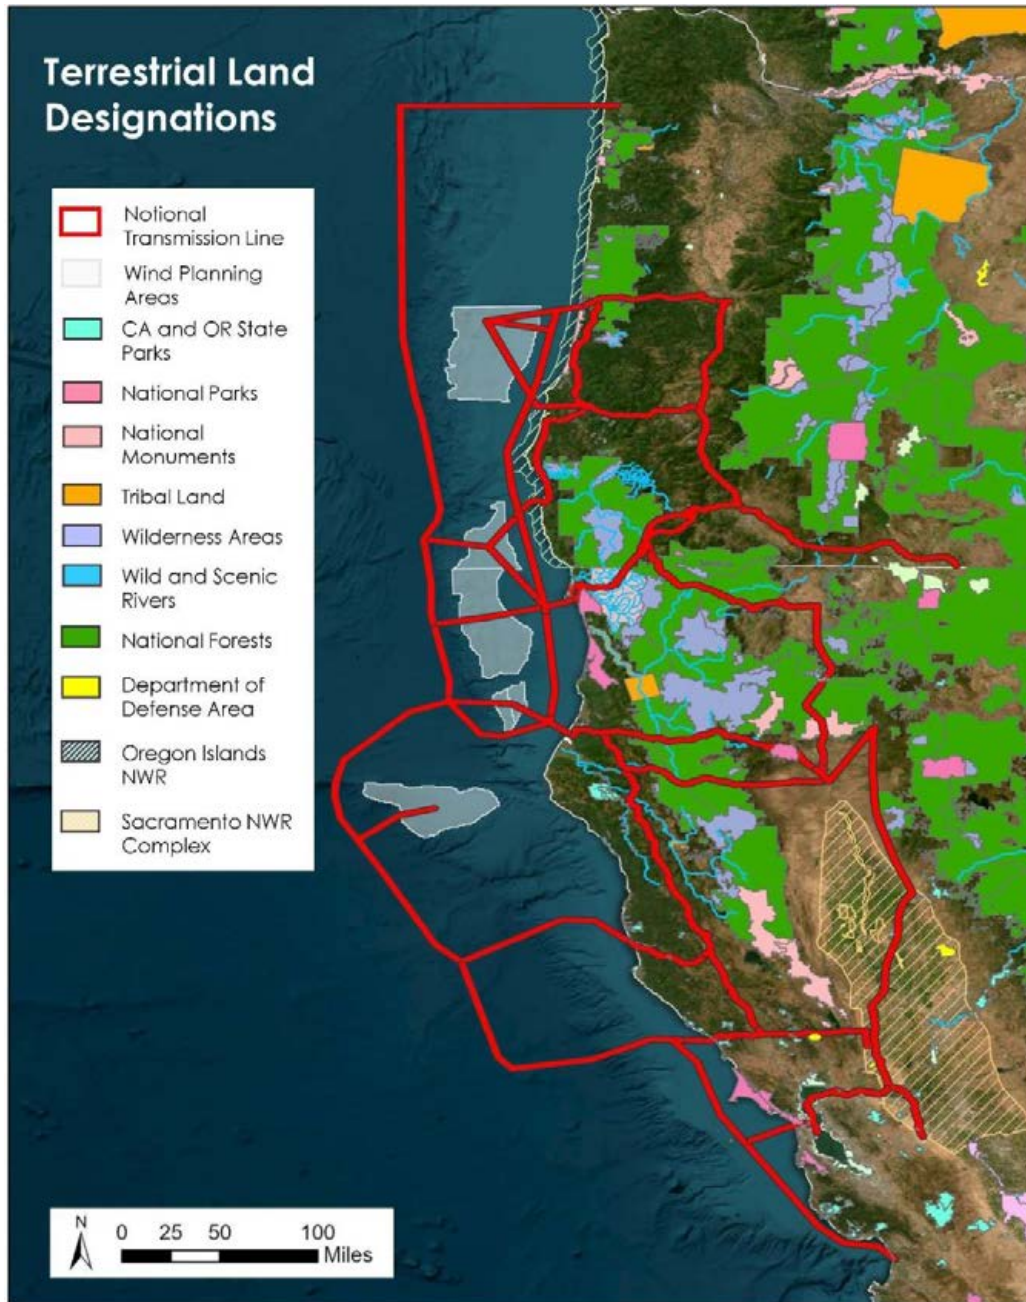 Terrestrial Land
Designations
Notional
Transmission Line
Wind Planning
Areas
CA and OR State
Parks
National Parks
National
Monuments
Tribal Land
Wilderness Areas
Wild and Scenic
Rivers
National Forests
Department of
Defense Area
Oregon Islands
NWR
Sacramento NWR
Complex
N
0 25 50 100
Miles